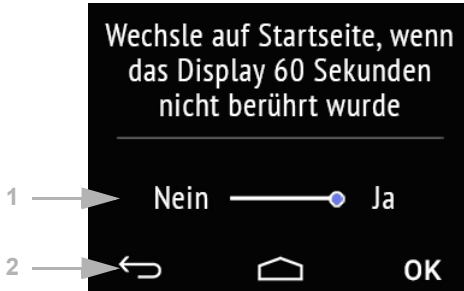 Wechsle auf Startseite, wenn
das Display 60 Sekunden
nicht berührt wurde
1 Nein Ja
2 OK